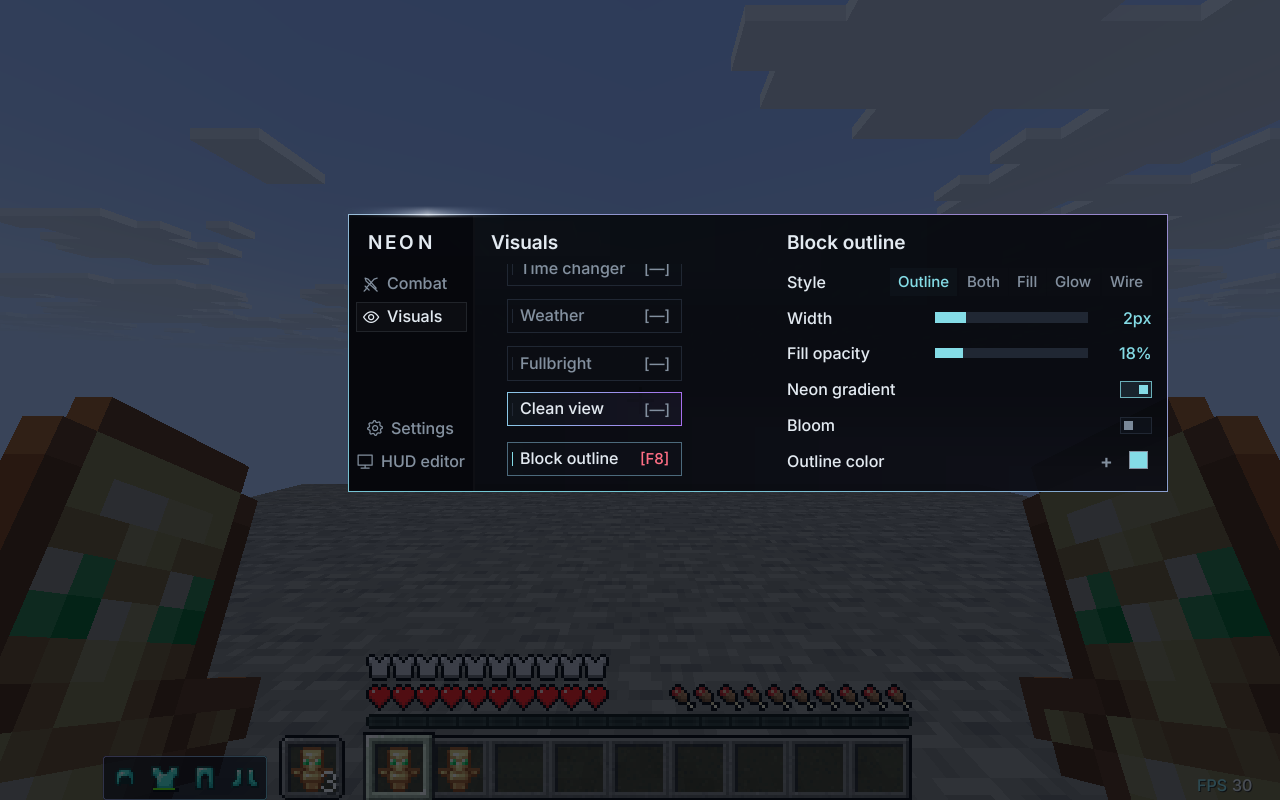 NEON
Combat
Visuals
Settings
HUD editor
Visuals
Time changer [—]
Weather [—]
Fullbright [—]
Clean view [—]
Block outline [F8]
Block outline
Style Outline Both Fill Glow Wire
Width 2px
Fill opacity 18%
Neon gradient
Bloom
Outline color +
3
FPS 30